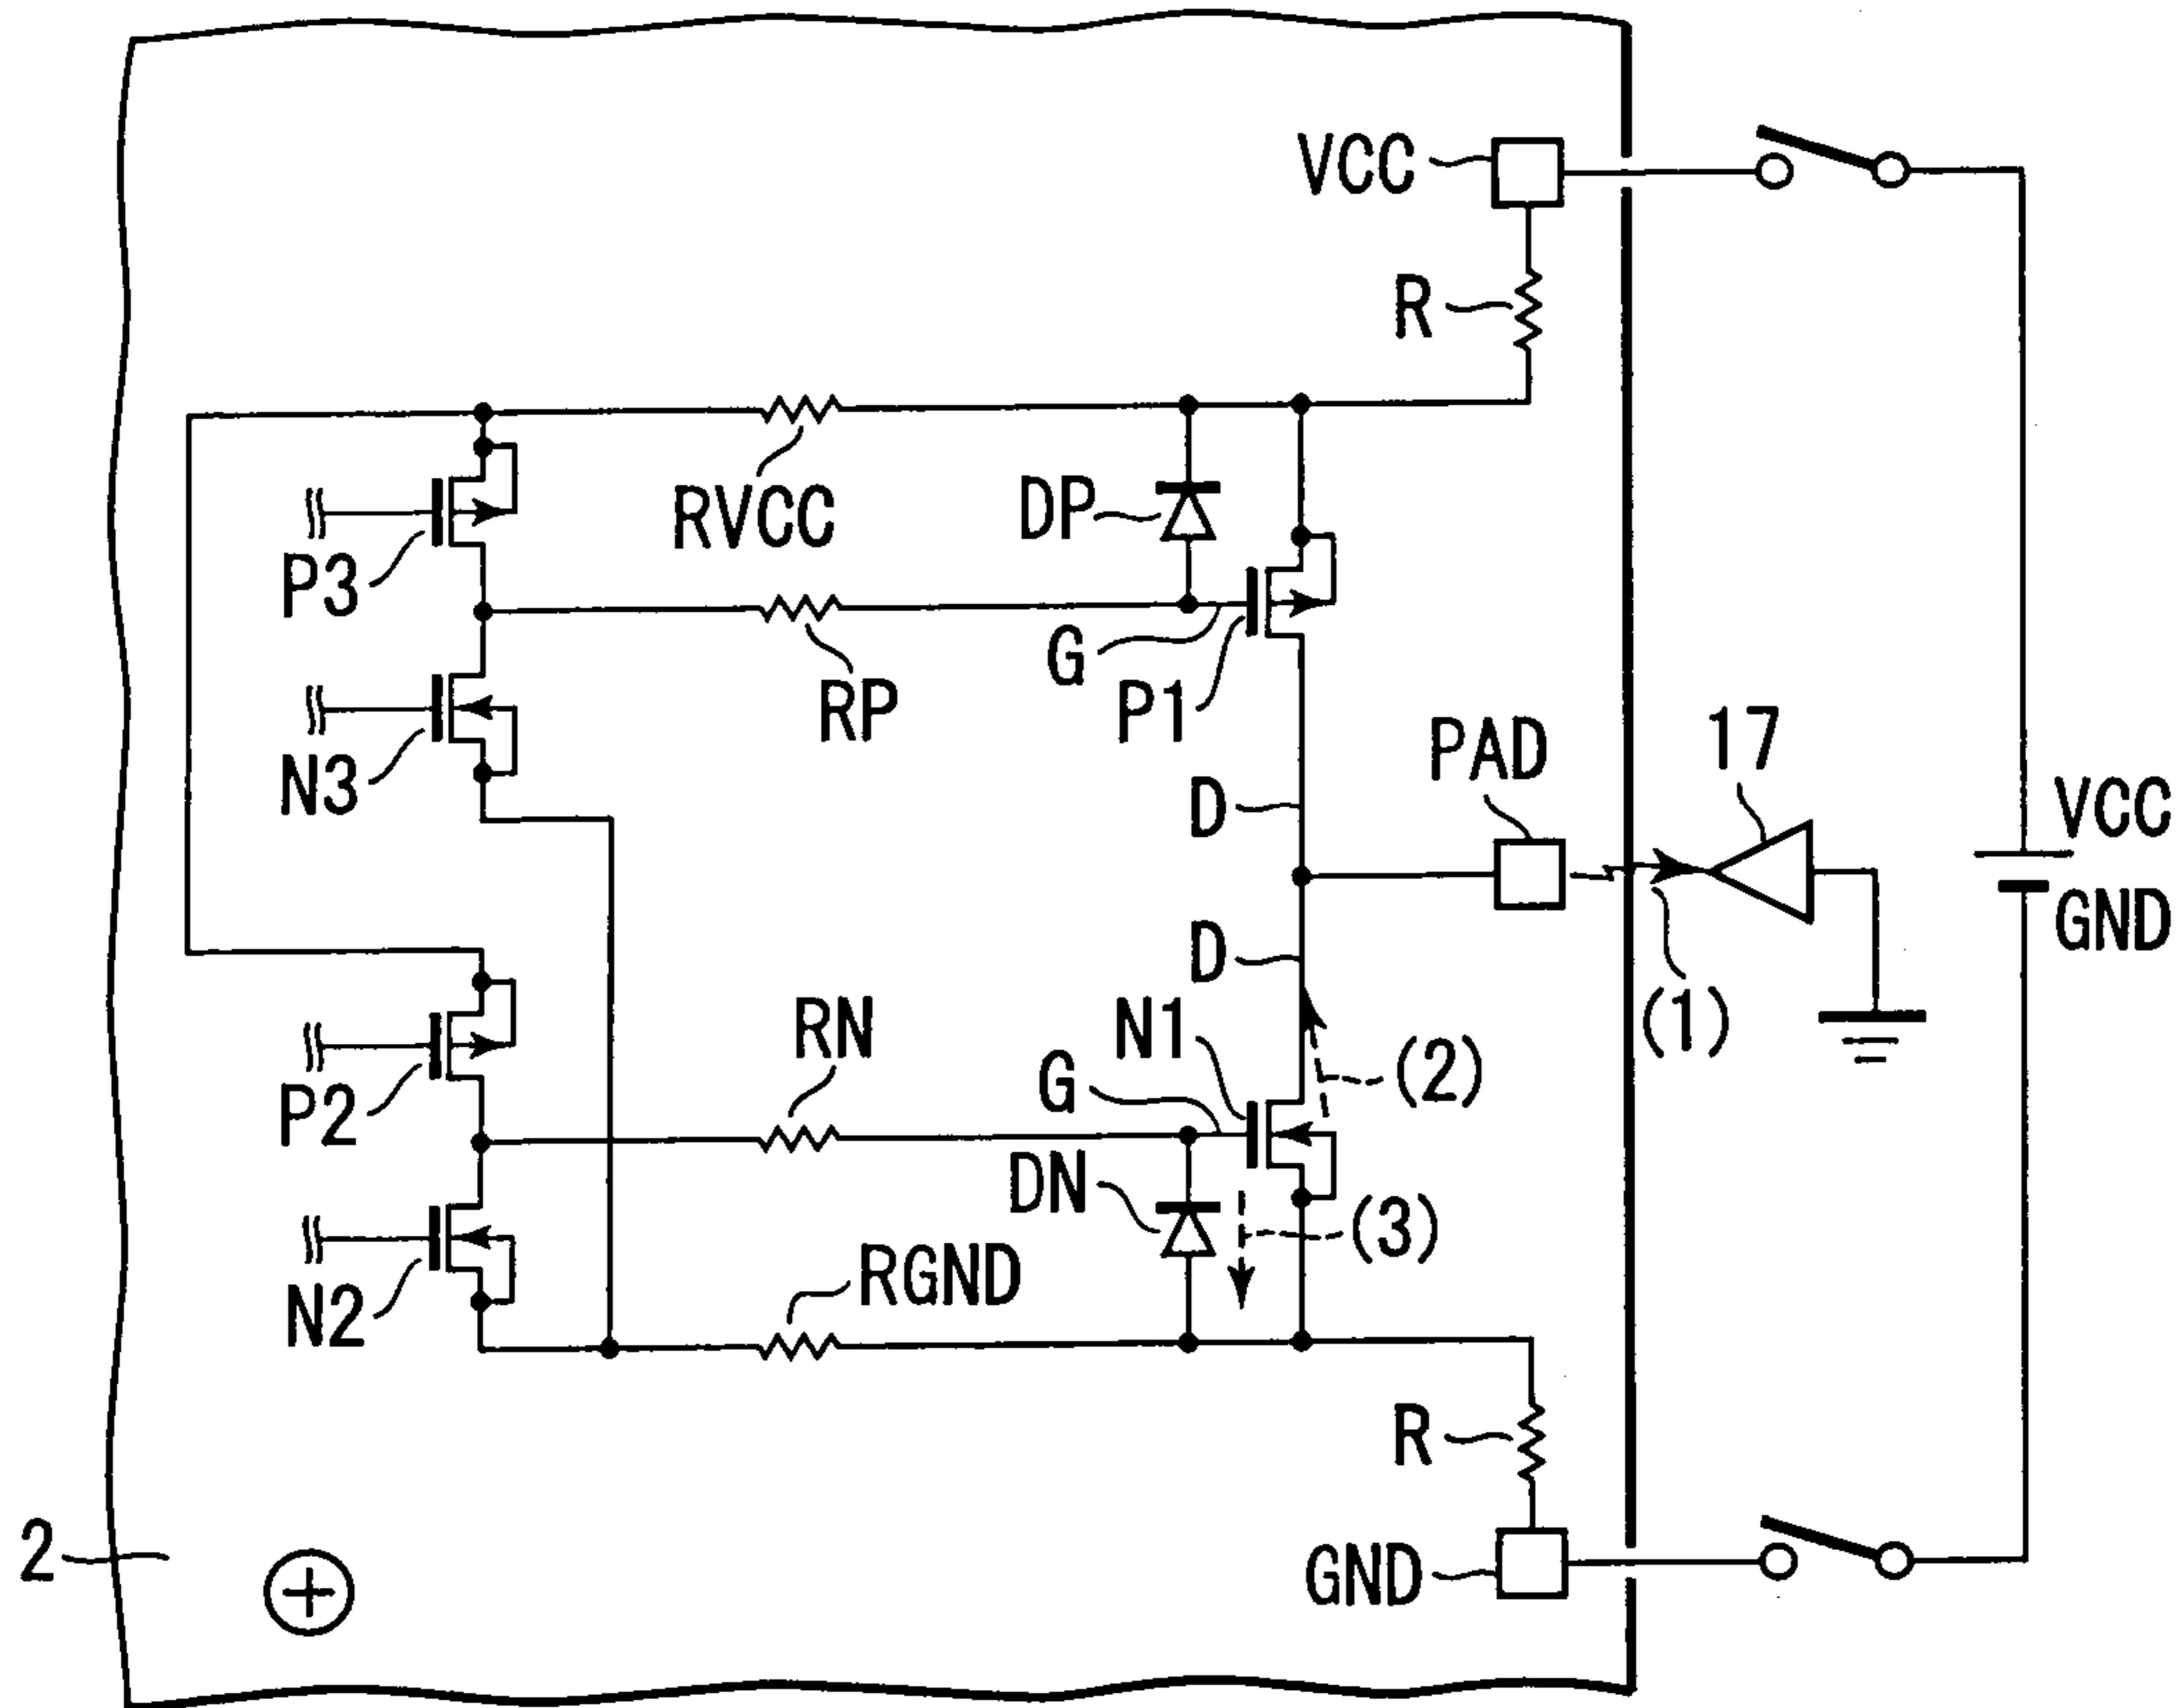 VCC
R
RVCC
DP
P3
G
RP
P1
N3
PAD
17
D
VCC
GND
D
(1)
RN
N1
(2)
G
P2
DN
(3)
RGND
N2
R
2
GND